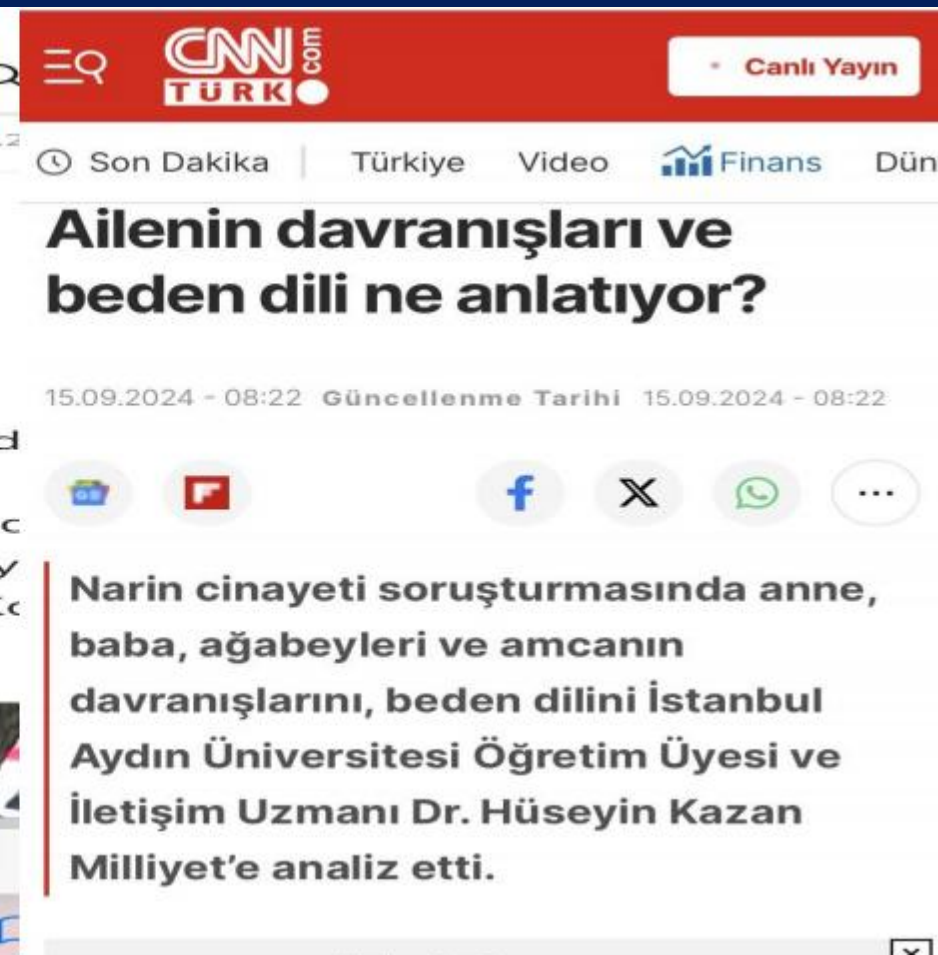 CNN
TÜRK
com
Canlı Yayın
Son Dakika
Türkiye
Video
Finans
Dün
Ailenin davranışları ve
beden dili ne anlatıyor?
15.09.2024 - 08:22 Güncellenme Tarihi 15.09.2024 - 08:22
Narin cinayeti soruşturmasında anne,
baba, ağabeyleri ve amcanın
davranışlarını, beden dilini İstanbul
Aydın Üniversitesi Öğretim Üyesi ve
İletişim Uzmanı Dr. Hüseyin Kazan
Milliyet’e analiz etti.